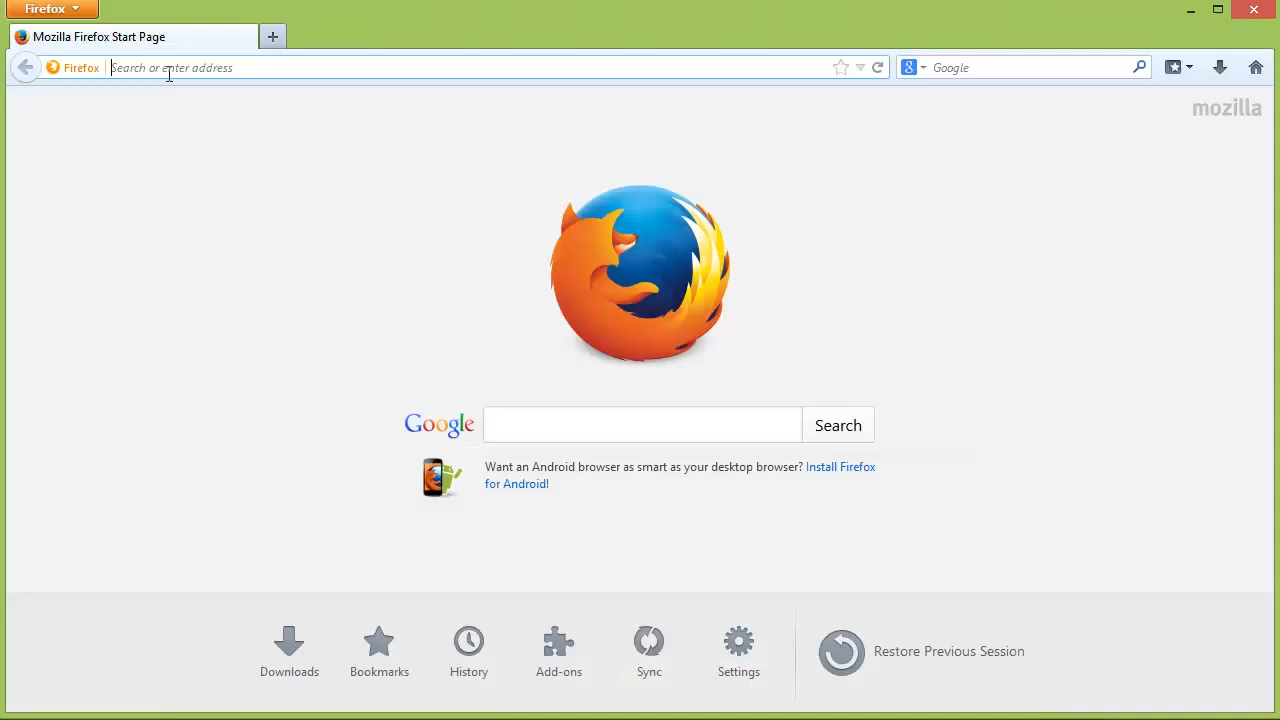 Firefox
Mozilla Firefox Start Page
Firefox Search or enter address
8 Google
mozilla
Google Search
Want an Android browser as smart as your desktop browser? Install Firefox
for Android!
Downloads Bookmarks History Add-ons Sync Settings Restore Previous Session